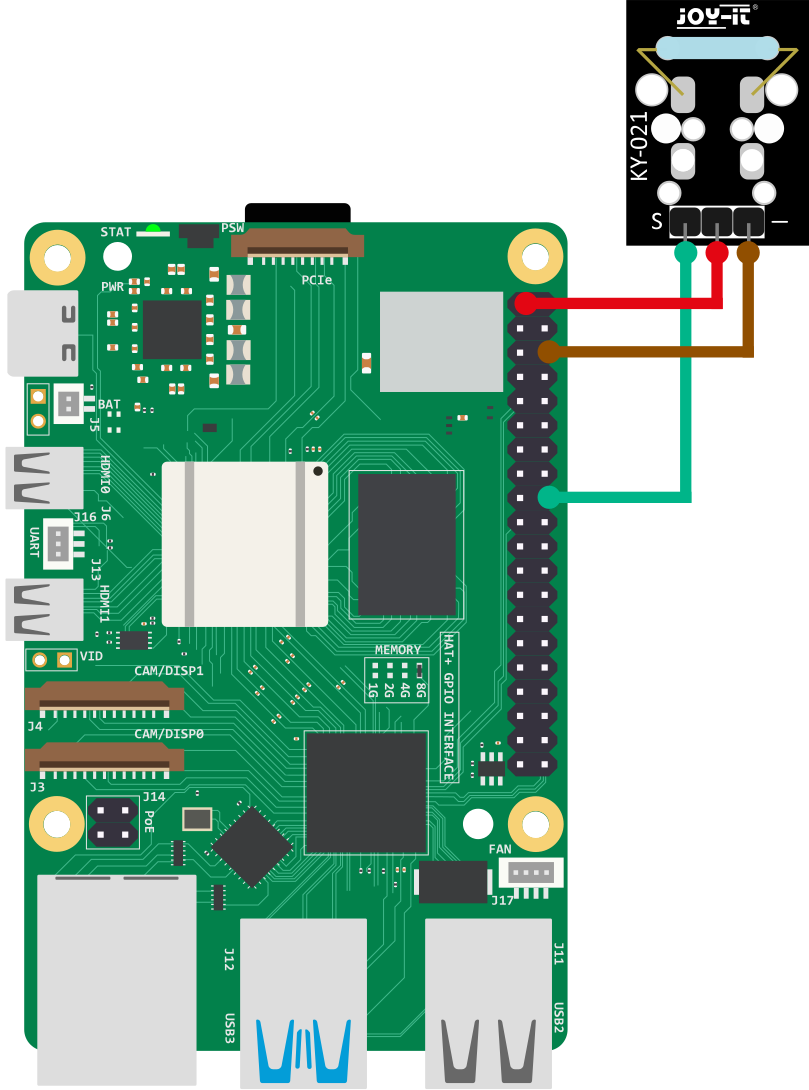 JOY-iT®
KY-021
S
−
STAT
PSW
PCIe
PWR
BAT
J5
HDMI0
J6
J16
UART
J13
HDMI1
VID
CAM/DISP1
J4
CAM/DISP0
J3
J14
PoE
MEMORY
1G
2G
4G
8G
HAT+ GPIO INTERFACE
FAN
J17
J12
USB3
J11
USB2